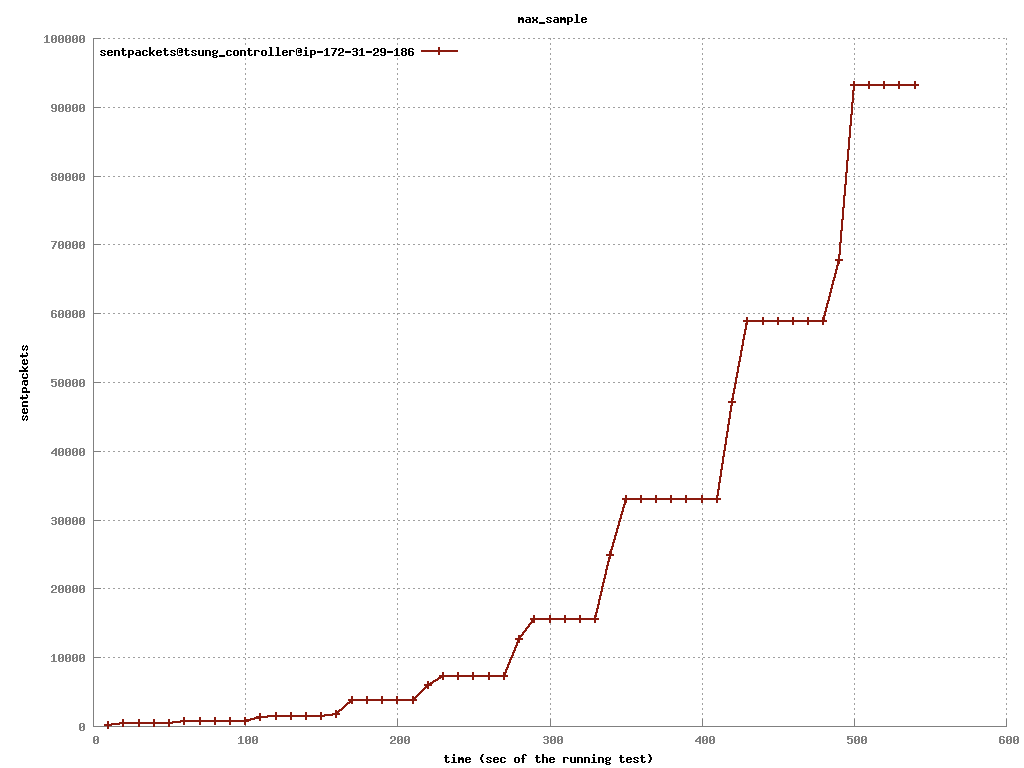 max_sample
sentpackets@tsung_controller@ip-172-31-29-186
100000
90000
80000
70000
60000
50000
40000
30000
20000
10000
0
sentpackets
0 100 200 300 400 500 600
time (sec of the running test)